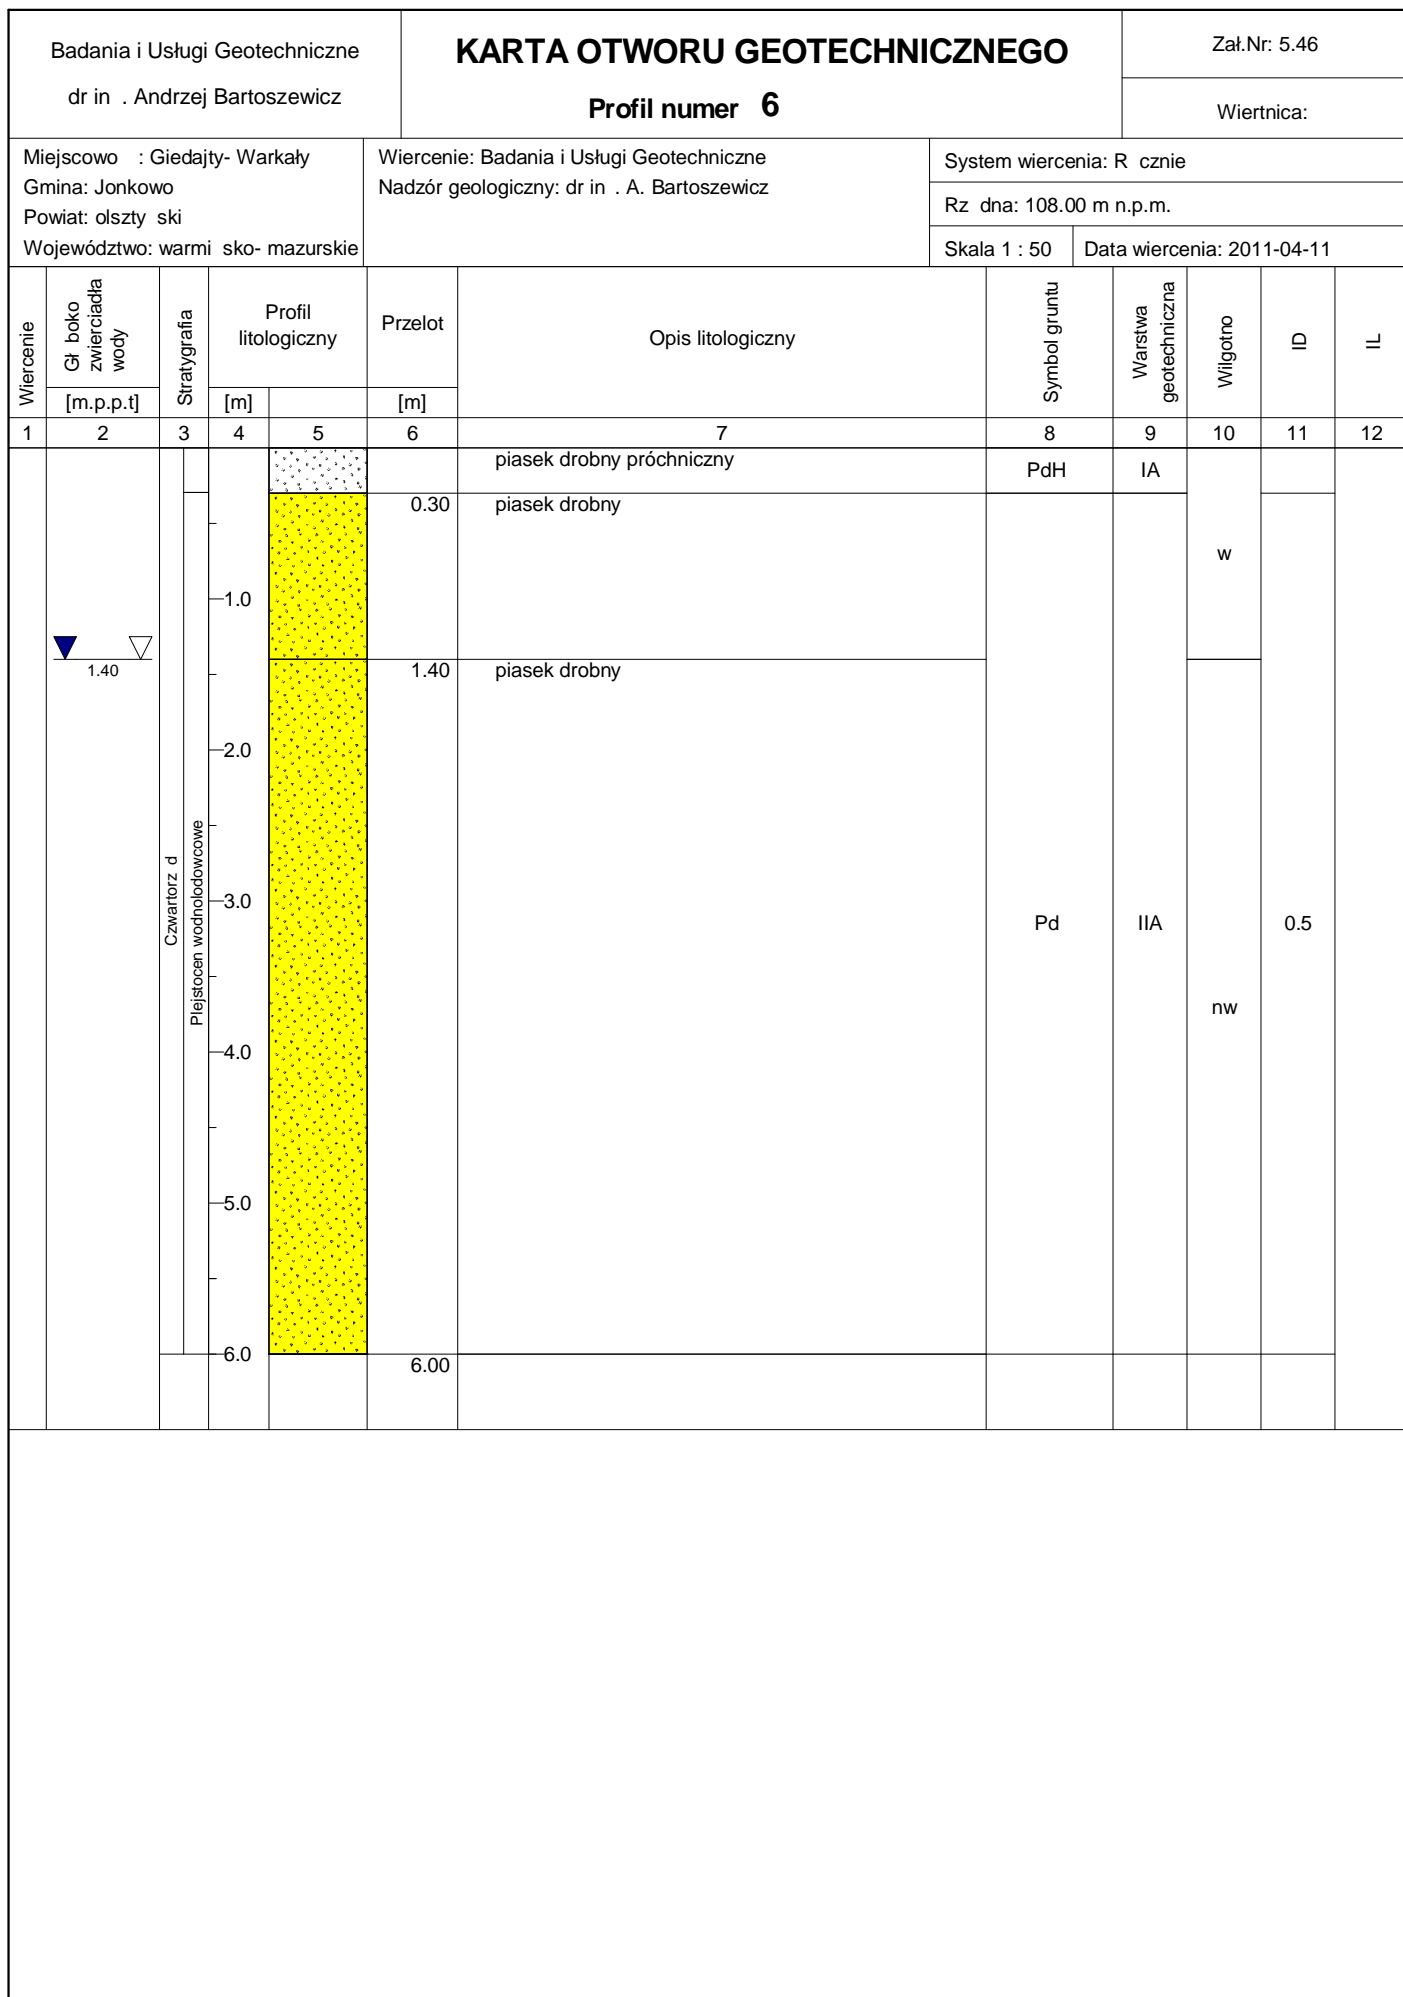 Badania i Usługi Geotechniczne
dr in . Andrzej Bartoszewicz
KARTA OTWORU GEOTECHNICZNEGO
Profil numer 6
Zał.Nr: 5.46
Wiertnica:
Miejscowo : Giedajty- Warkały
Gmina: Jonkowo
Powiat: olszty ski
Województwo: warmi sko- mazurskie
Wiercenie: Badania i Usługi Geotechniczne
Nadzór geologiczny: dr in . A. Bartoszewicz
System wiercenia: R cznie
Rz dna: 108.00 m n.p.m.
Skala 1 : 50
Data wiercenia: 2011-04-11
Wiercenie
Gł boko
zwierciadła
wody
[m.p.p.t]
Stratygrafia
Profil
litologiczny
[m]
Przelot
[m]
Opis litologiczny
Symbol gruntu
Warstwa
geotechniczna
Wilgotno
ID
IL
1 2 3 4 5 6 7 8 9 10 11 12
piasek drobny próchniczny
PdH
IA
0.30
piasek drobny
w
1.0
1.40
1.40
piasek drobny
2.0
Czwartorz d
Plejstocen wodnolodowcowe
3.0
Pd
IIA
0.5
nw
4.0
5.0
6.0
6.00